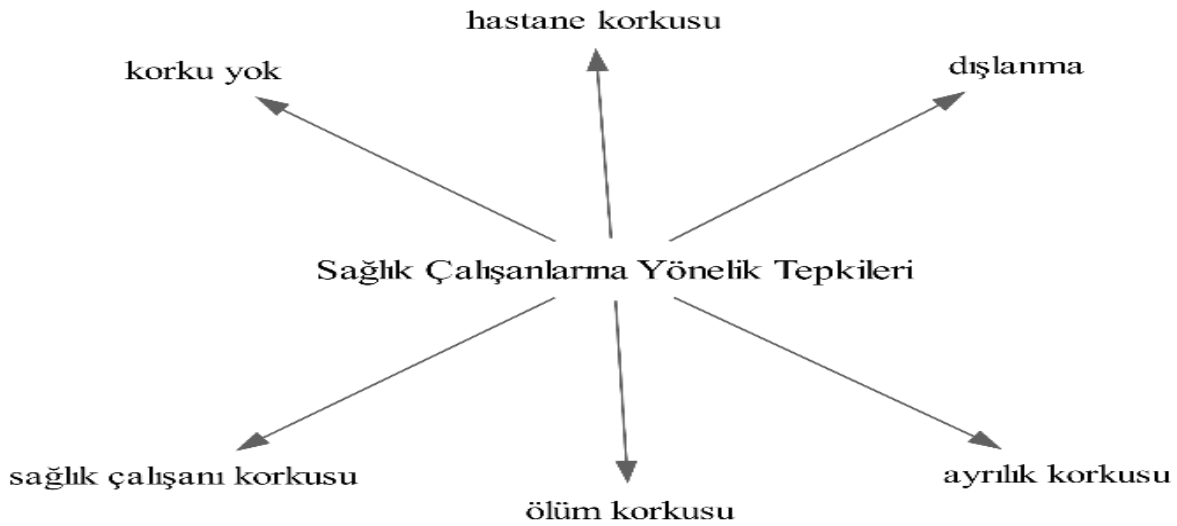 hastane korkusu
korku yok
dışlanma
Sağlık Çalışanlarına Yönelik Tepkileri
sağlık çalışanı korkusu
ayrılık korkusu
ölüm korkusu